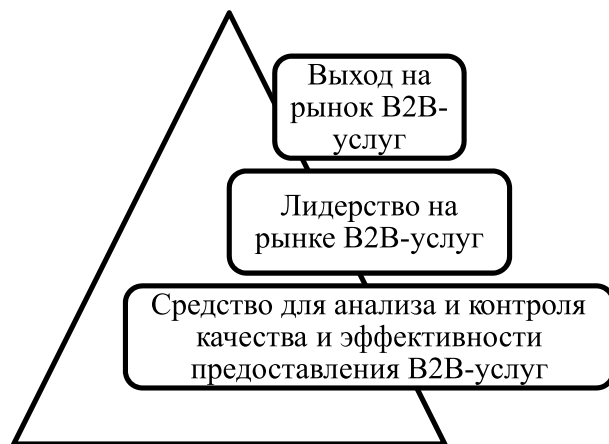 Выход на
рынок B2B-
услуг
Лидерство на
рынке B2B-услуг
Средство для анализа и контроля
качества и эффективности
предоставления B2B-услуг